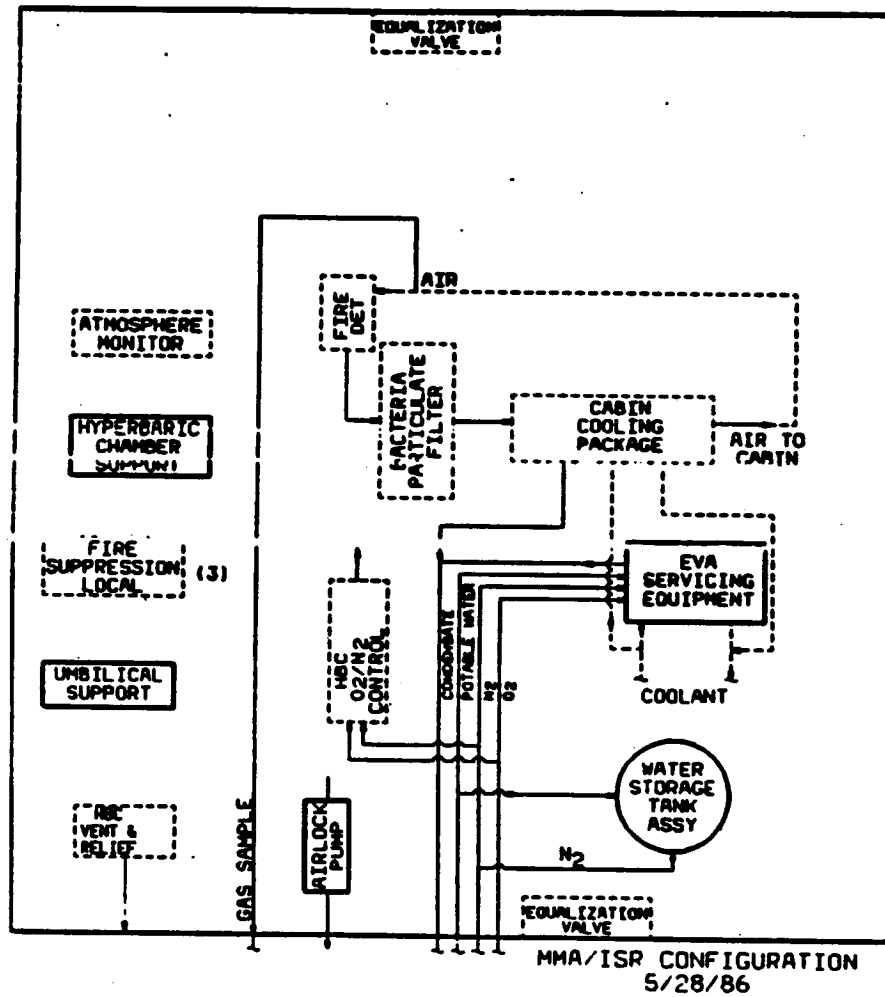 EQUALIZATION
VALVE
AIR
FIRE
DET
ATMOSPHERE
MONITOR
BACTERIA
PARTICULATE
FILTER
CABIN
COOLING
PACKAGE
AIR TO
CABIN
HYPERBARIC
CHAMBER
SUPPORT
FIRE
SUPPRESSION
LOCAL
(3)
EVA
SERVICING
EQUIPMENT
HBC
O2/N2
CONTROL
CONDENSATE
POTABLE WATER
N2
O2
UMBILICAL
SUPPORT
COOLANT
WATER
STORAGE
TANK
ASSY
VENT &
RELIEF
GAS SAMPLE
AIRLOCK
PUMP
N2
EQUALIZATION
VALVE
MMA/ISR CONFIGURATION
5/28/86